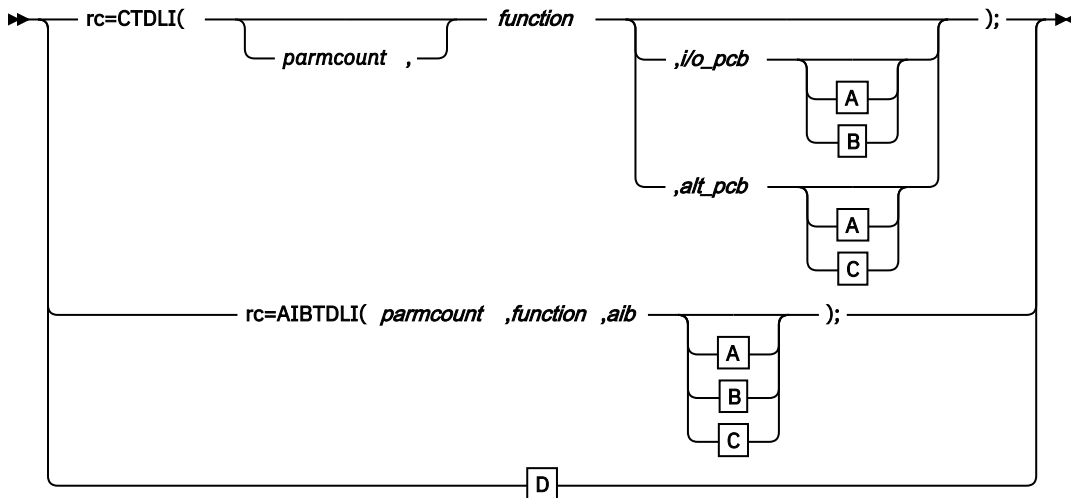 rc=CTDLI( parmcount , function ,i/o_pcb A B ,alt_pcb A C );
rc=AIBTDLI( parmcount ,function ,aib A B C );
D